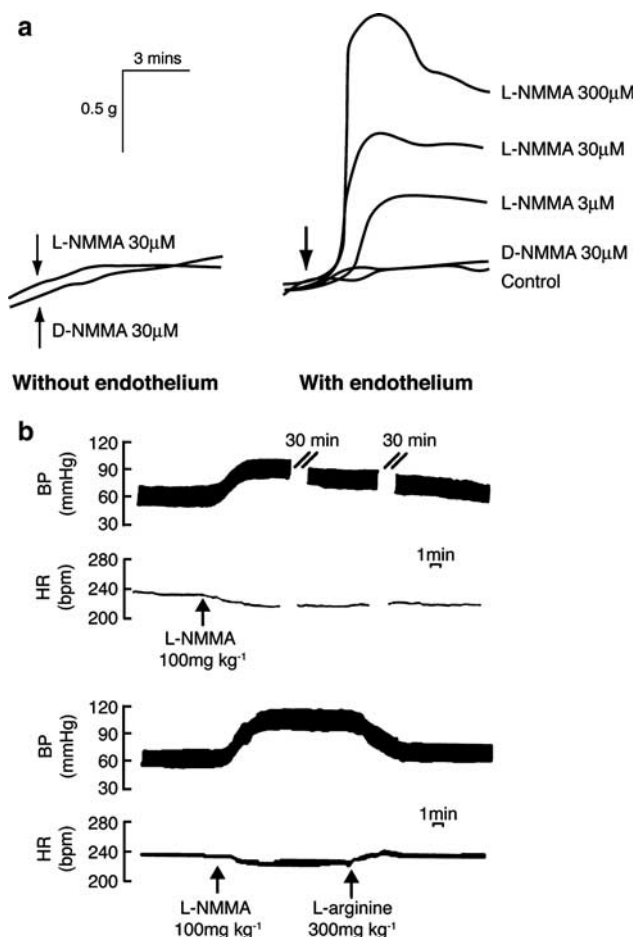 a
3 mins
0.5 g
L-NMMA 30µM
D-NMMA 30µM
Without endothelium
L-NMMA 300µM
L-NMMA 30µM
L-NMMA 3µM
D-NMMA 30µM
Control
With endothelium
b
30 min 30 min
BP
(mmHg)
120
90
60
30
1min
HR
(bpm)
280
240
200
L-NMMA
100mg kg⁻¹
BP
(mmHg)
120
90
60
30
1min
HR
(bpm)
280
240
200
L-NMMA
100mg kg⁻¹
L-arginine
300mg kg⁻¹